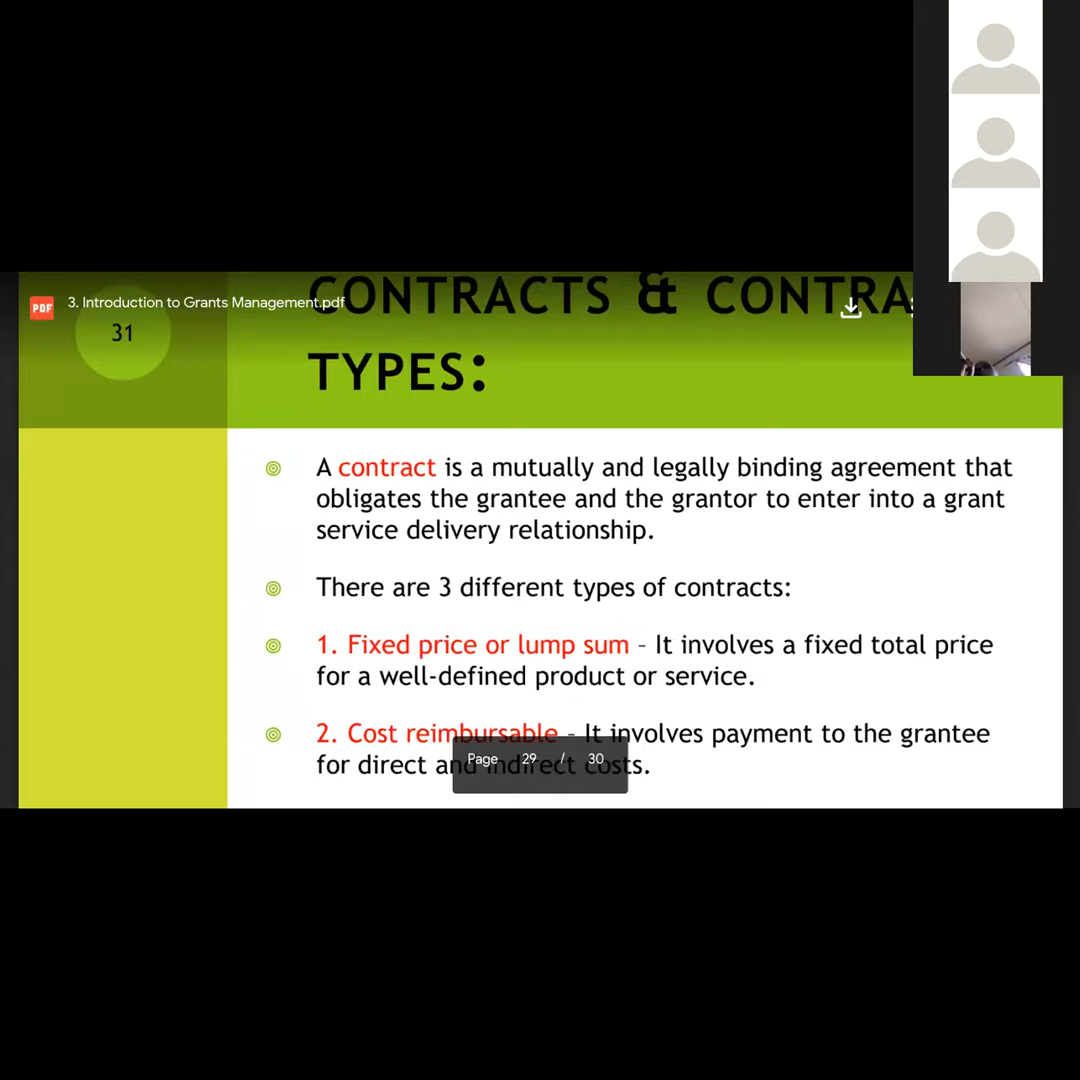 CONTRACTS & CONTRA
3. Introduction to Grants Management.pdf
PDF
31
TYPES:
A contract is a mutually and legally binding agreement that
obligates the grantee and the grantor to enter into a grant
service delivery relationship.
There are 3 different types of contracts:
1. Fixed price or lump sum – It involves a fixed total price
for a well-defined product or service.
2. Cost reimbursable – It involves payment to the grantee
for direct and indirect costs.
Page 29 / 30